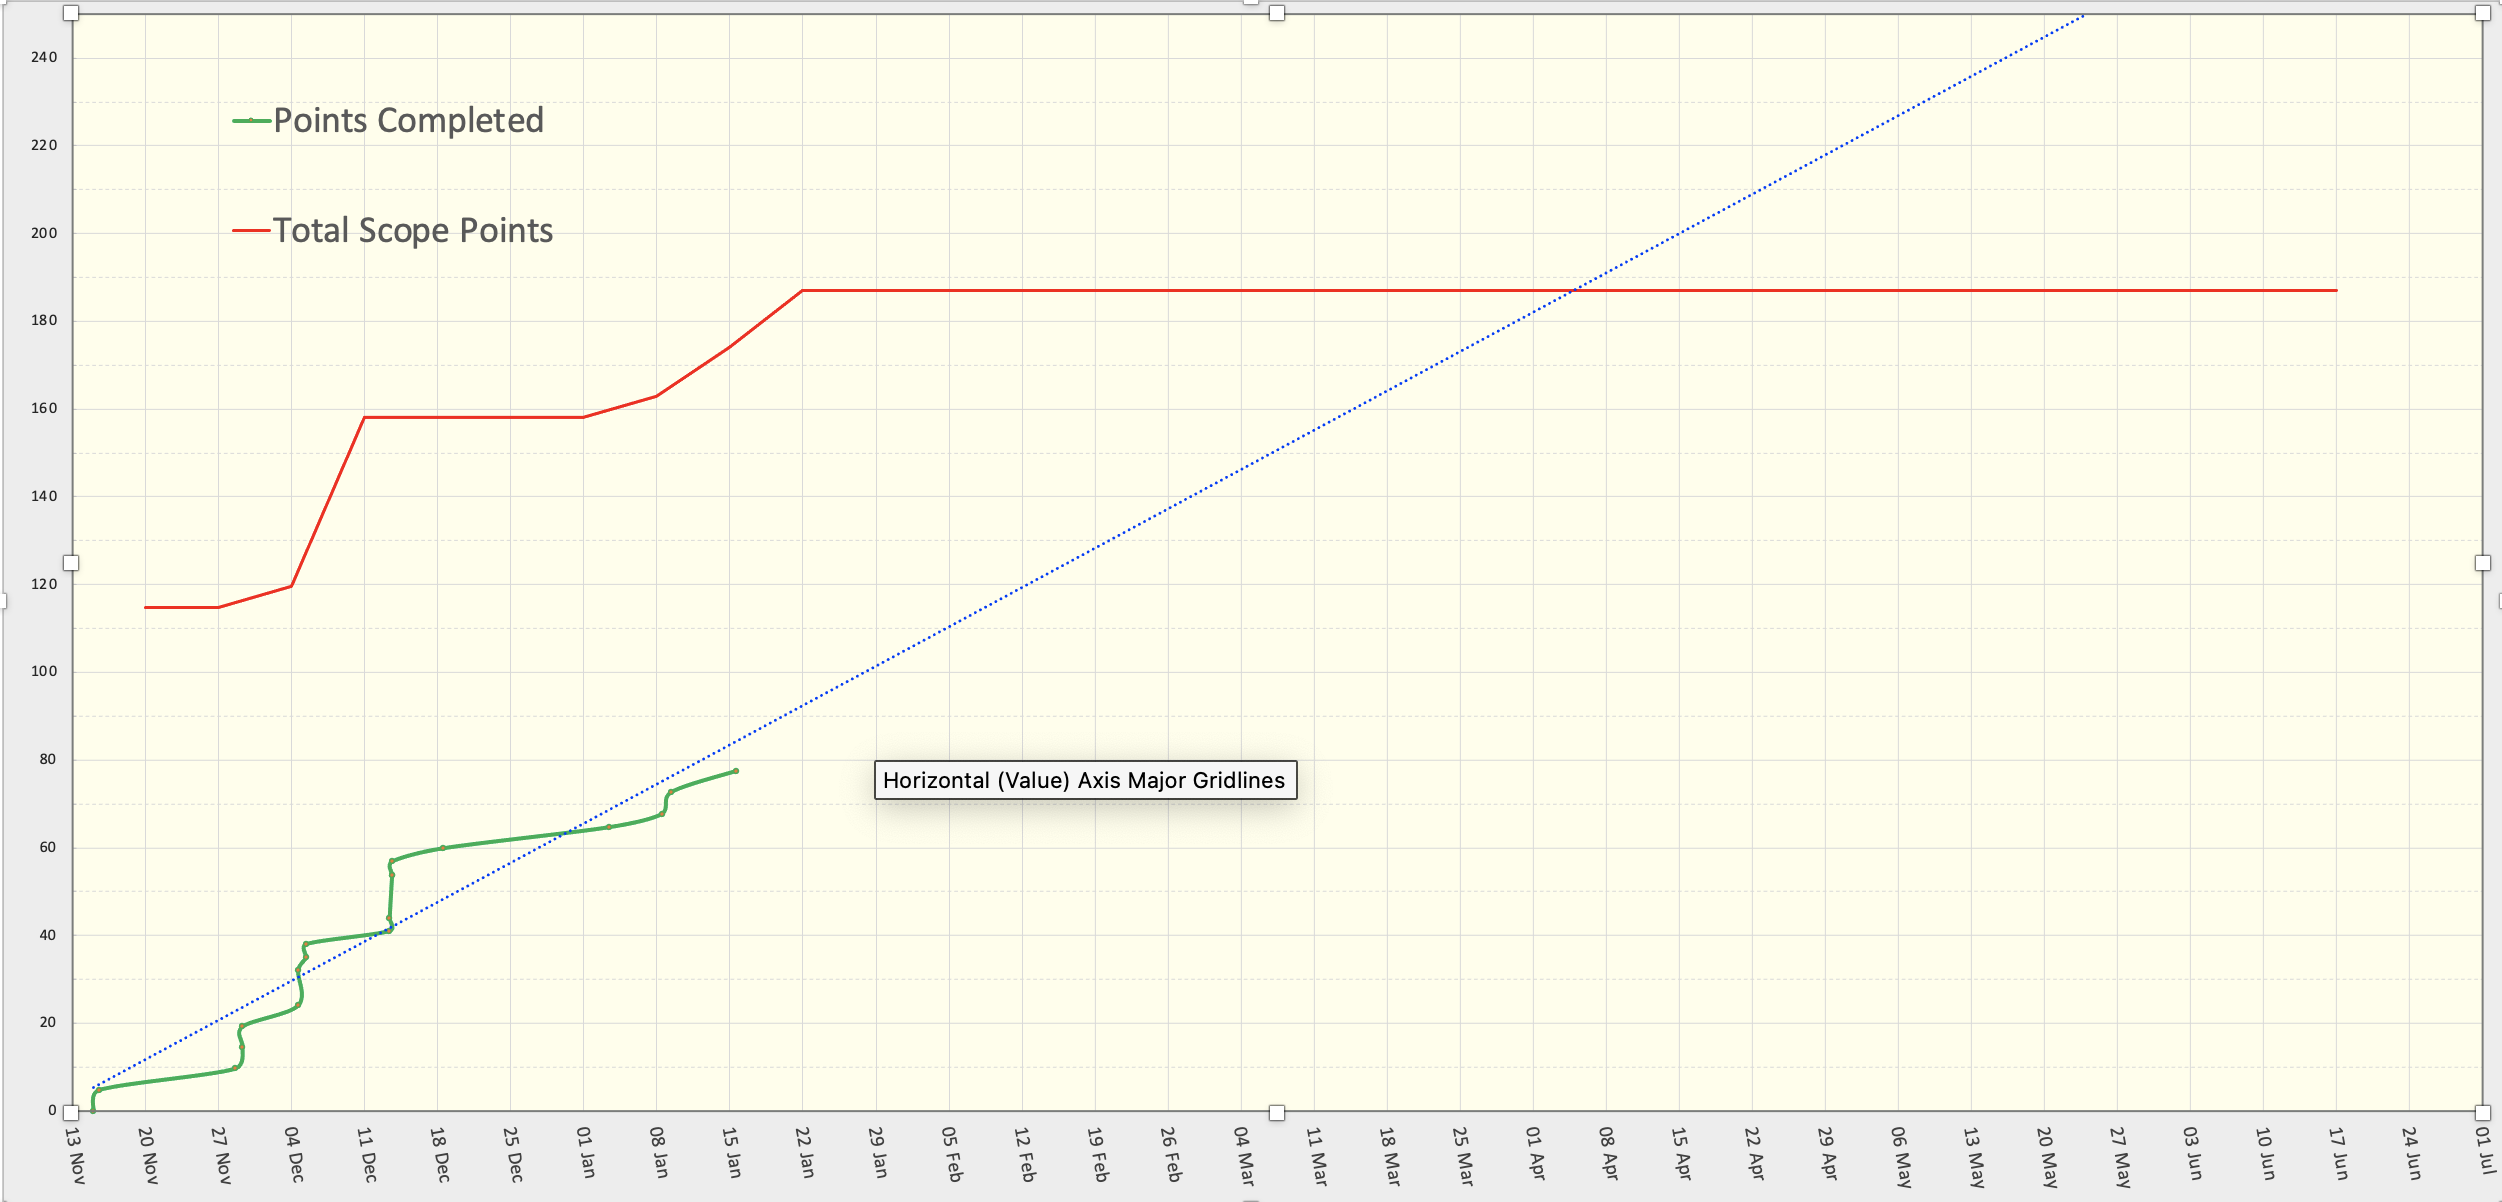 240
220
200
180
160
140
120
100
80
60
40
20
0
Points Completed
Total Scope Points
Horizontal (Value) Axis Major Gridlines
13 Nov
20 Nov
27 Nov
04 Dec
11 Dec
18 Dec
25 Dec
01 Jan
08 Jan
15 Jan
22 Jan
29 Jan
05 Feb
12 Feb
19 Feb
26 Feb
04 Mar
11 Mar
18 Mar
25 Mar
01 Apr
08 Apr
15 Apr
22 Apr
29 Apr
06 May
13 May
20 May
27 May
03 Jun
10 Jun
17 Jun
24 Jun
01 Jul